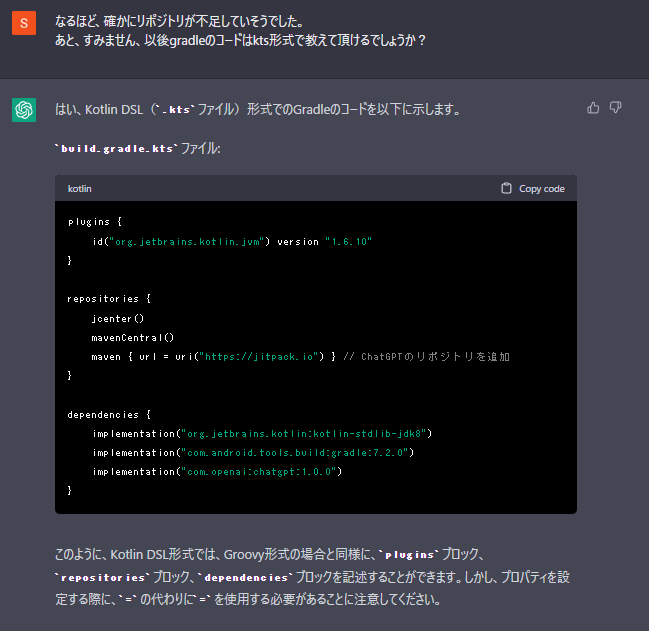 S
なるほど、確かにリポジトリが不足していそうでした。
あと、すみません、以後gradleのコードはkts形式で教えて頂けるでしょうか？
はい、Kotlin DSL（`.kts`ファイル）形式でのGradleのコードを以下に示します。
`build.gradle.kts`ファイル:
kotlin Copy code
plugins {
    id("org.jetbrains.kotlin.jvm") version "1.6.10"
}
repositories {
    jcenter()
    mavenCentral()
    maven { url = uri("https://jitpack.io") } // ChatGPTのリポジトリを追加
}
dependencies {
    implementation("org.jetbrains.kotlin:kotlin-stdlib-jdk8")
    implementation("com.android.tools.build:gradle:7.2.0")
    implementation("com.openai:chatgpt:1.0.0")
}
このように、Kotlin DSL形式では、Groovy形式の場合と同様に、`plugins`ブロック、
`repositories`ブロック、`dependencies`ブロックを記述することができます。しかし、プロパティを設
定する際に、`=`の代わりに`=`を使用する必要があることに注意してください。